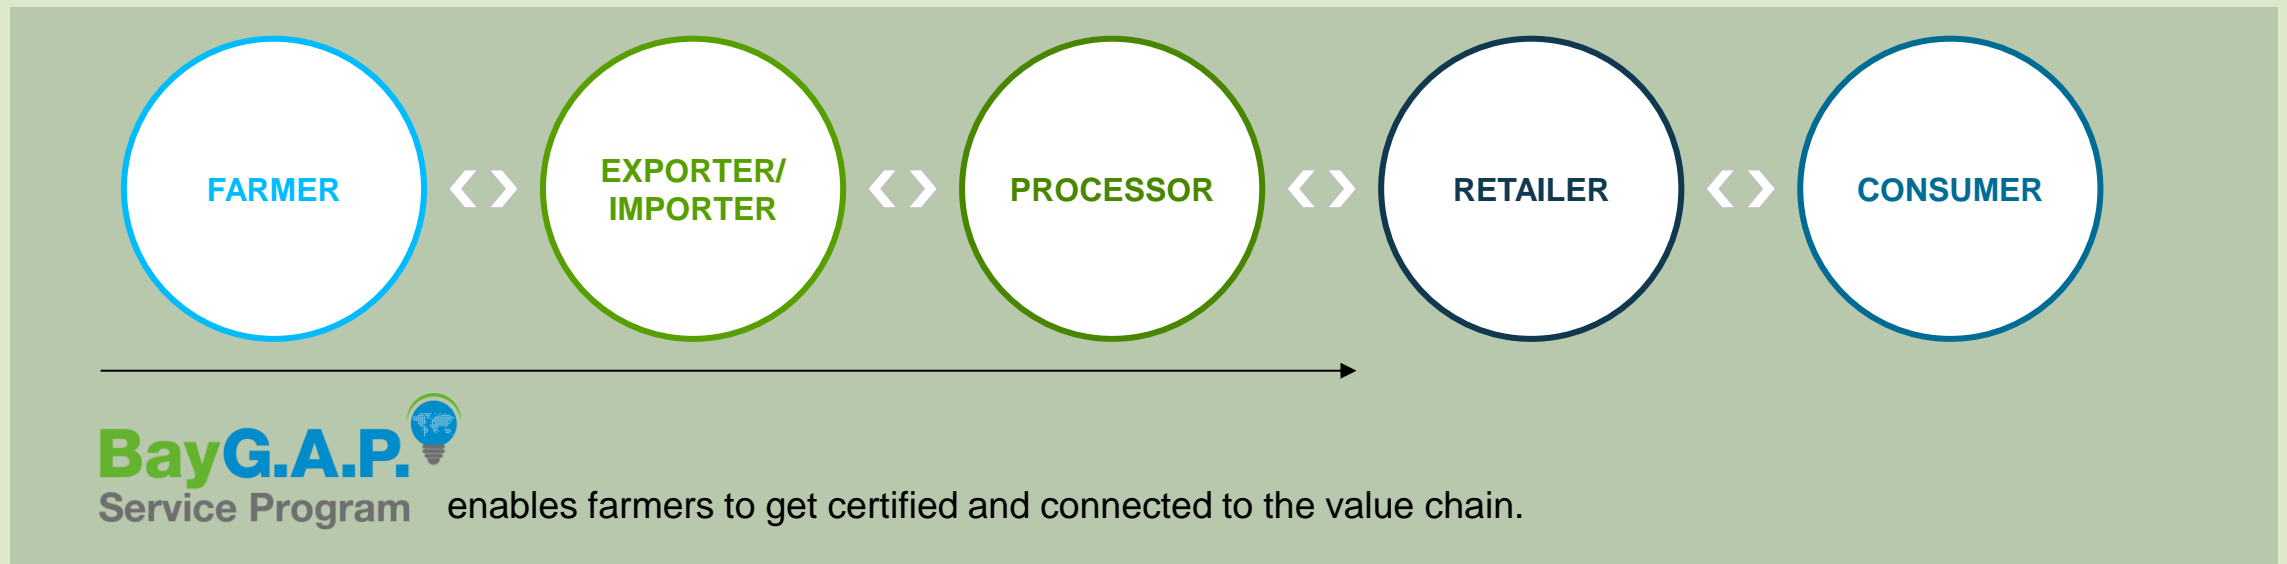 FARMER
EXPORTER/
IMPORTER
PROCESSOR
RETAILER
CONSUMER
BayG.A.P.
Service Program
enables farmers to get certified and connected to the value chain.